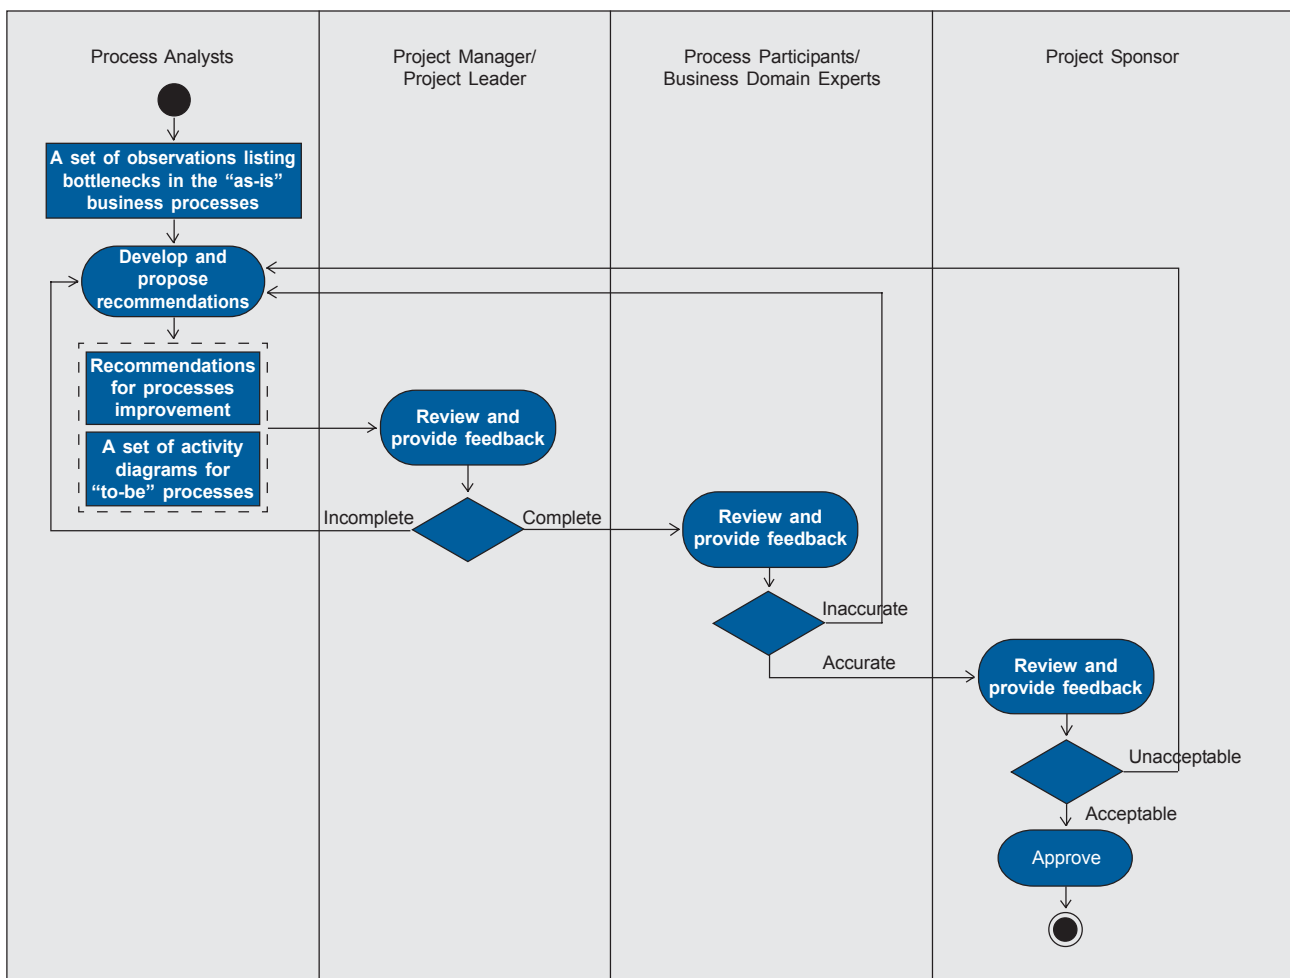 Process Analysts
Project Manager/
Project Leader
Process Participants/
Business Domain Experts
Project Sponsor
A set of observations listing
bottlenecks in the “as-is”
business processes
Develop and
propose
recommendations
Recommendations
for processes
improvement
A set of activity
diagrams for
“to-be” processes
Review and
provide feedback
Incomplete
Complete
Review and
provide feedback
Inaccurate
Accurate
Review and
provide feedback
Unacceptable
Acceptable
Approve